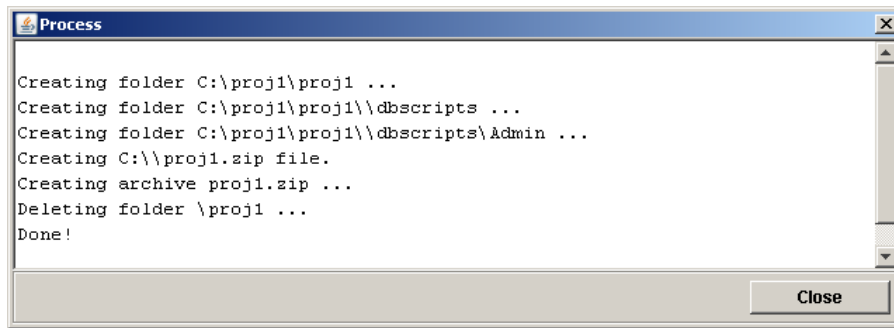 Process
Creating folder C:\proj1\proj1 ...
Creating folder C:\proj1\proj1\\dbscripts ...
Creating folder C:\proj1\proj1\\dbscripts\Admin ...
Creating C:\\proj1.zip file.
Creating archive proj1.zip ...
Deleting folder \proj1 ...
Done!
Close